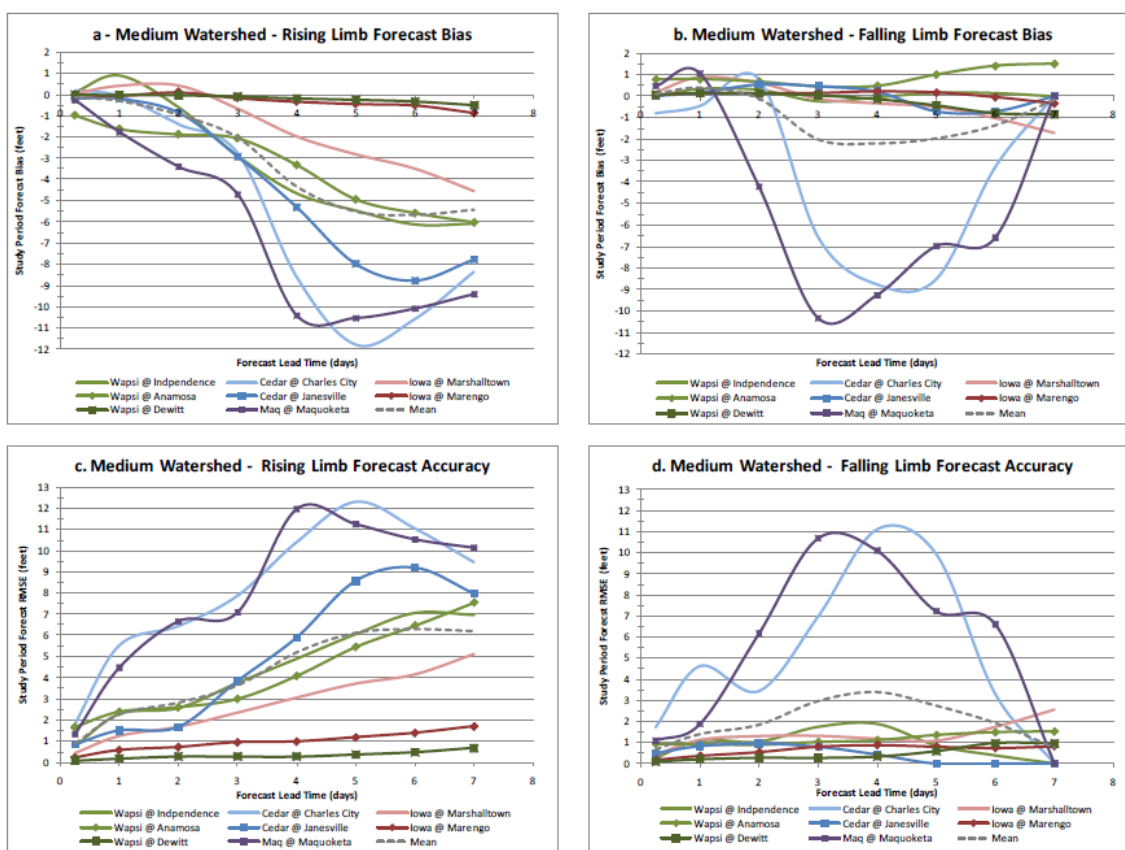 a - Medium Watershed - Rising Limb Forecast Bias
Study Period Forecst Bias (feet)
2
1
0
-1
-2
-3
-4
-5
-6
-7
-8
-9
-10
-11
-12
0 1 2 3 4 5 6 7 8
Forecast Lead Time (days)
Wapsi @ Indpendence Cedar @ Charles City Iowa @ Marshalltown
Wapsi @ Anamosa Cedar @ Janesville Iowa @ Marengo
Wapsi @ Dewitt Maq @ Maquoketa Mean
b. Medium Watershed - Falling Limb Forecast Bias
Study Period Forecst Bias (feet)
2
1
0
-1
-2
-3
-4
-5
-6
-7
-8
-9
-10
-11
-12
0 1 2 3 4 5 6 7 8
Forecast Lead Time (days)
Wapsi @ Indpendence Cedar @ Charles City Iowa @ Marshalltown
Wapsi @ Anamosa Cedar @ Janesville Iowa @ Marengo
Wapsi @ Dewitt Maq @ Maquoketa Mean
c. Medium Watershed - Rising Limb Forecast Accuracy
Study Period Forecst RMSE (feet)
13
12
11
10
9
8
7
6
5
4
3
2
1
0
0 1 2 3 4 5 6 7 8
Forecast Lead Time (days)
Wapsi @ Indpendence Cedar @ Charles City Iowa @ Marshalltown
Wapsi @ Anamosa Cedar @ Janesville Iowa @ Marengo
Wapsi @ Dewitt Maq @ Maquoketa Mean
d. Medium Watershed - Falling Limb Forecast Accuracy
Study Period Forecst RMSE (feet)
13
12
11
10
9
8
7
6
5
4
3
2
1
0
0 1 2 3 4 5 6 7 8
Forecast Lead Time (days)
Wapsi @ Indpendence Cedar @ Charles City Iowa @ Marshalltown
Wapsi @ Anamosa Cedar @ Janesville Iowa @ Marengo
Wapsi @ Dewitt Maq @ Maquoketa Mean